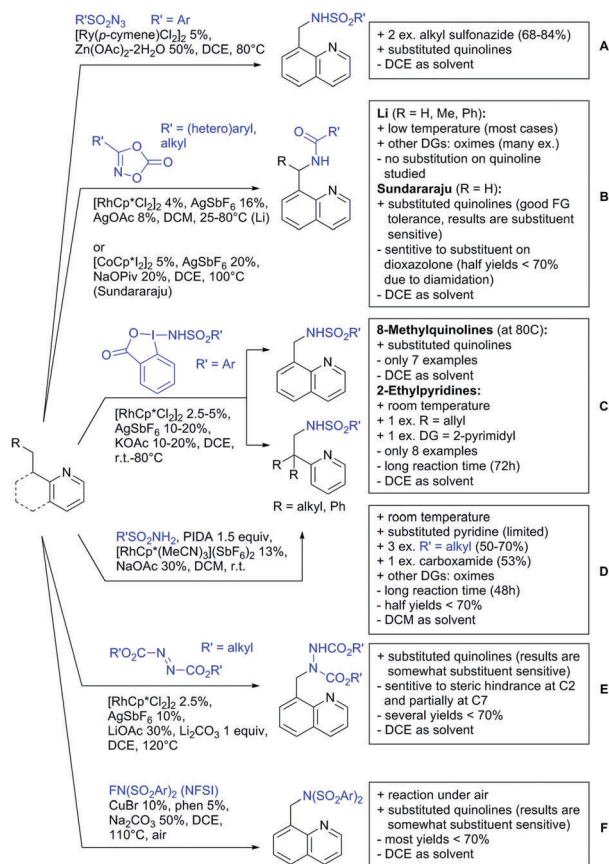 R'SO₂N₃ R' = Ar
[Ry(p-cymene)Cl₂]₂ 5%,
Zn(OAc)₂-2H₂O 50%, DCE, 80°C
NHSO₂R'
N
+ 2 ex. alkyl sulfonazide (68-84%)
+ substituted quinolines
- DCE as solvent
A
R' = (hetero)aryl,
alkyl
R'
O
O
N-O
[RhCp*Cl₂]₂ 4%, AgSbF₆ 16%,
AgOAc 8%, DCM, 25-80°C (Li)
or
[CoCp*I₂]₂ 5%, AgSbF₆ 20%,
NaOPiv 20%, DCE, 100°C
(Sundararaju)
O R'
R NH
N
Li (R = H, Me, Ph):
+ low temperature (most cases)
+ other DGs: oximes (many ex.)
- no substitution on quinoline
studied
Sundararaju (R = H):
+ substituted quinolines (good FG
tolerance, results are substituent
sensitive)
- sentitive to substituent on
dioxazolone (half yields < 70%
due to diamidation)
- DCE as solvent
B
O-I-NHSO₂R'
O
R' = Ar
[RhCp*Cl₂]₂ 2.5-5%,
AgSbF₆ 10-20%,
KOAc 10-20%, DCE,
r.t.-80°C
NHSO₂R'
N
NHSO₂R'
N
R R
R = alkyl, Ph
8-Methylquinolines (at 80C):
+ substituted quinolines
- only 7 examples
- DCE as solvent
2-Ethylpyridines:
+ room temperature
+ 1 ex. R = allyl
+ 1 ex. DG = 2-pyrimidyl
- only 8 examples
- long reaction time (72h)
- DCE as solvent
C
R
N
R'SO₂NH₂, PIDA 1.5 equiv,
[RhCp*(MeCN)₃](SbF₆)₂ 13%,
NaOAc 30%, DCM, r.t.
+ room temperature
+ substituted pyridine (limited)
+ 3 ex. R' = alkyl (50-70%)
+ 1 ex. carboxamide (53%)
+ other DGs: oximes
- long reaction time (48h)
- half yields < 70%
- DCM as solvent
D
R'O₂C N=N CO₂R'
R' = alkyl
[RhCp*Cl₂]₂ 2.5%,
AgSbF₆ 10%,
LiOAc 30%, Li₂CO₃ 1 equiv,
DCE, 120°C
NHCO₂R'
N CO₂R'
N
+ substituted quinolines (results are
somewhat substituent sensitive)
- sentitive to steric hindrance at C2
and partially at C7
- several yields < 70%
- DCE as solvent
E
FN(SO₂Ar)₂ (NFSI)
CuBr 10%, phen 5%,
Na₂CO₃ 50%, DCE,
110°C, air
N(SO₂Ar)₂
N
+ reaction under air
+ substituted quinolines (results are
somewhat substituent sensitive)
- most yields < 70%
- DCE as solvent
F